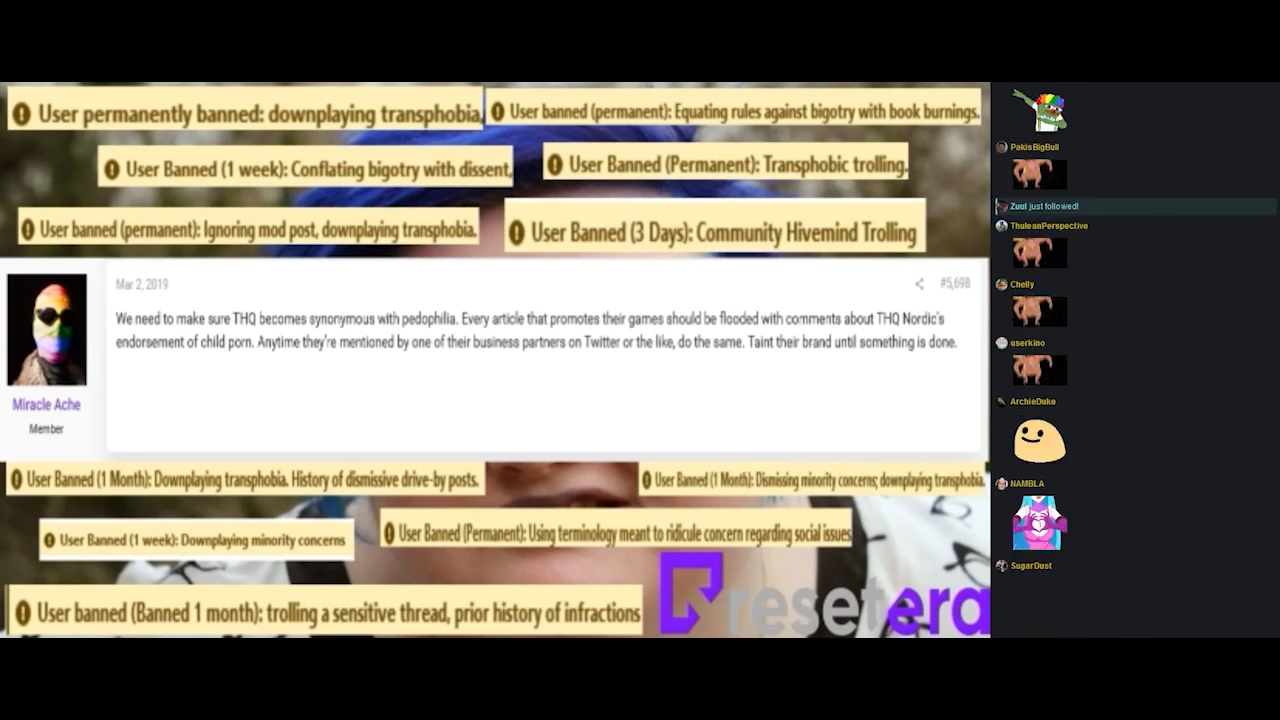 User permanently banned: downplaying transphobia,
User banned (permanent): Equating rules against bigotry with book burnings.
User Banned (1 week): Conflating bigotry with dissent,
User Banned (Permanent): Transphobic trolling.
User banned (permanent): Ignoring mod post, downplaying transphobia.
User Banned (3 Days): Community Hivemind Trolling
Mar 2, 2019
#5,698
We need to make sure THQ becomes synonymous with pedophilia. Every article that promotes their games should be flooded with comments about THQ Nordic's
endorsement of child porn. Anytime they're mentioned by one of their business partners on Twitter or the like, do the same. Taint their brand until something is done.
Miracle Ache
Member
User Banned (1 Month): Downplaying transphobia. History of dismissive drive-by posts.
User Banned (1 Month): Dismissing minority concerns; downplaying transphobia.
User Banned (1 week): Downplaying minority concerns
User Banned (Permanent): Using terminology meant to ridicule concern regarding social issues
User banned (Banned 1 month): trolling a sensitive thread, prior history of infractions
resetera
PakisBigBull
Zuul just followed!
ThuleanPerspective
Chelly
userkino
ArchieDuke
NAMBLA
SugarDust